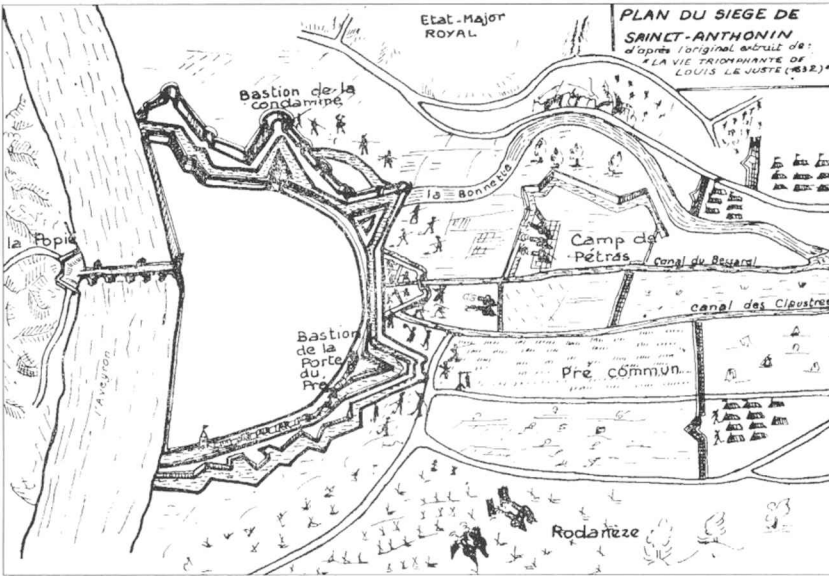 PLAN DU SIEGE DE
SAINCT-ANTHONIN
d'après l'original extrait de:
"LA VIE TRIOMPHANTE DE
LOUIS LE JUSTE (1632)"
Etat-Major
ROYAL
Bastion de la
condamine
la Bonnette
la Popie
Camp de
Pétras
Canal du Bessarel
canal des Cloustres
Bastion
de la
Porte
du
Pré
Pré commun
l'Aveyron
Rodanèze